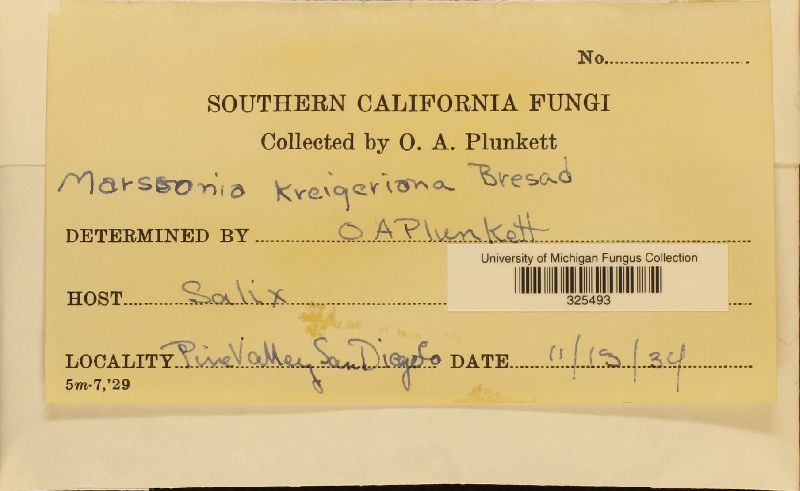 No.
SOUTHERN CALIFORNIA FUNGI
Collected by O. A. Plunkett
Marssonia Kreigeriana Bresad
DETERMINED BY O A Plunkett
University of Michigan Fungus Collection
325493
HOST Salix
LOCALITY Pine Valley San Diego Co DATE 11/13/34
5m-7,'29